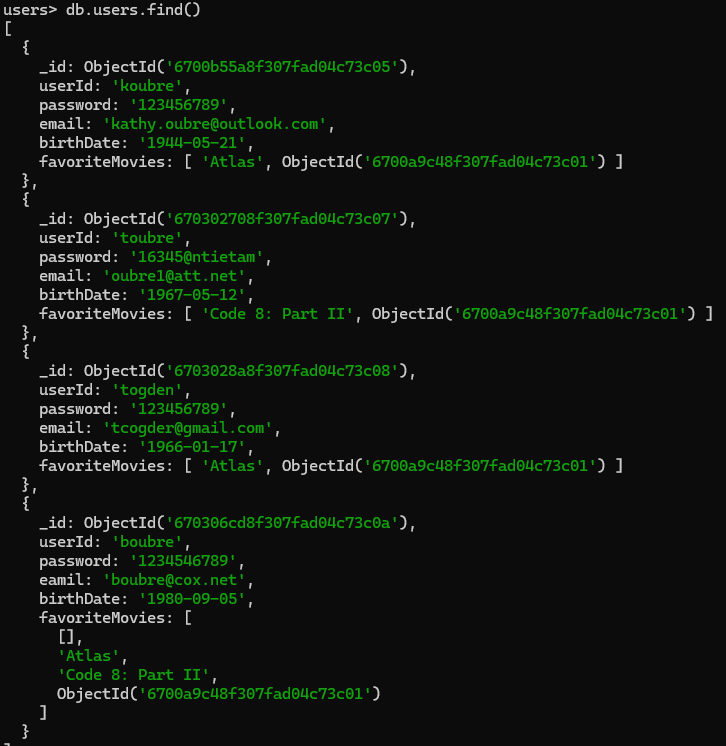 users> db.users.find()
[
  {
    _id: ObjectId('6700b55a8f307fad04c73c05'),
    userId: 'koubre',
    password: '123456789',
    email: 'kathy.oubre@outlook.com',
    birthDate: '1944-05-21',
    favoriteMovies: [ 'Atlas', ObjectId('6700a9c48f307fad04c73c01') ]
  },
  {
    _id: ObjectId('670302708f307fad04c73c07'),
    userId: 'toubre',
    password: '16345@ntietam',
    email: 'oubre1@att.net',
    birthDate: '1967-05-12',
    favoriteMovies: [ 'Code 8: Part II', ObjectId('6700a9c48f307fad04c73c01') ]
  },
  {
    _id: ObjectId('6703028a8f307fad04c73c08'),
    userId: 'togden',
    password: '123456789',
    email: 'tcogder@gmail.com',
    birthDate: '1966-01-17',
    favoriteMovies: [ 'Atlas', ObjectId('6700a9c48f307fad04c73c01') ]
  },
  {
    _id: ObjectId('670306cd8f307fad04c73c0a'),
    userId: 'boubre',
    password: '1234546789',
    eamil: 'boubre@cox.net',
    birthDate: '1980-09-05',
    favoriteMovies: [
      [],
      'Atlas',
      'Code 8: Part II',
      ObjectId('6700a9c48f307fad04c73c01')
    ]
  }
]